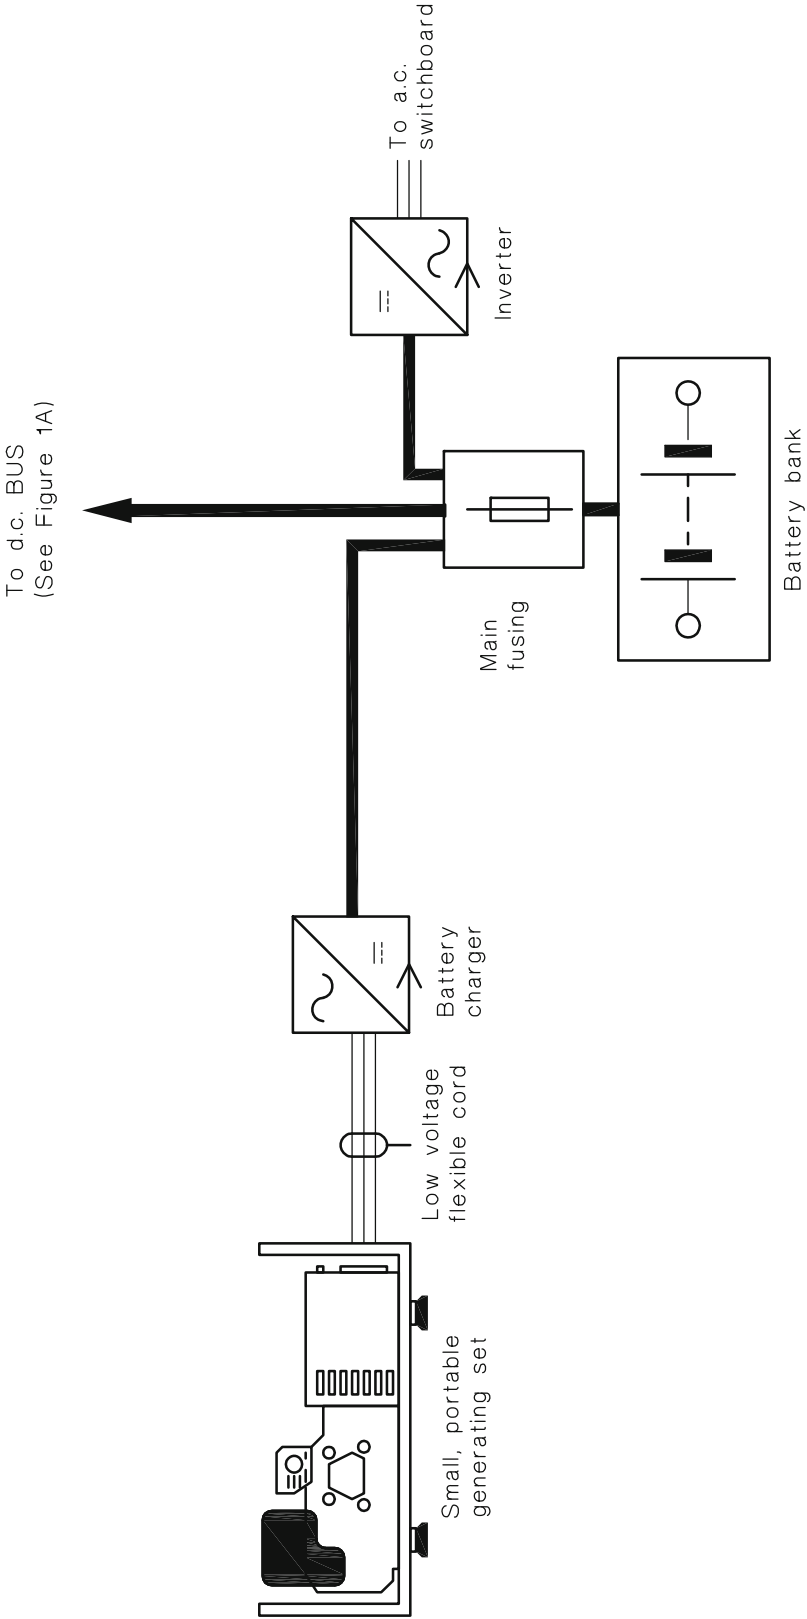 To d.c. BUS
(See Figure 1A)
Small, portable
generating set
Low voltage
flexible cord
Battery
charger
Main
fusing
Battery bank
Inverter
To a.c.
switchboard